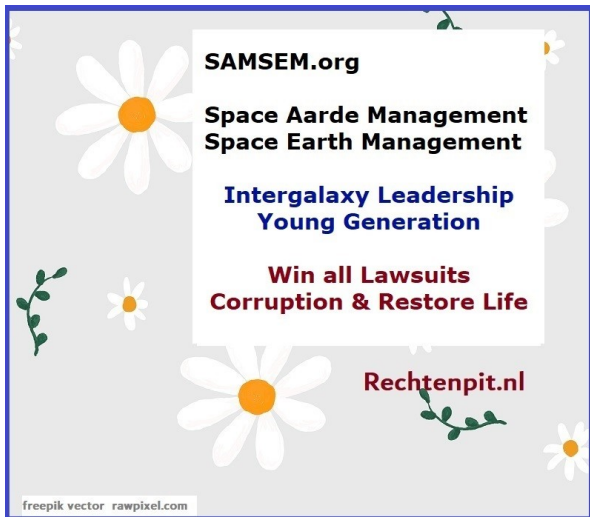 SAMSEM.org
Space Aarde Management
Space Earth Management
Intergalaxy Leadership
Young Generation
Win all Lawsuits
Corruption & Restore Life
Rechtenpit.nl
freepik vector rawpixel.com